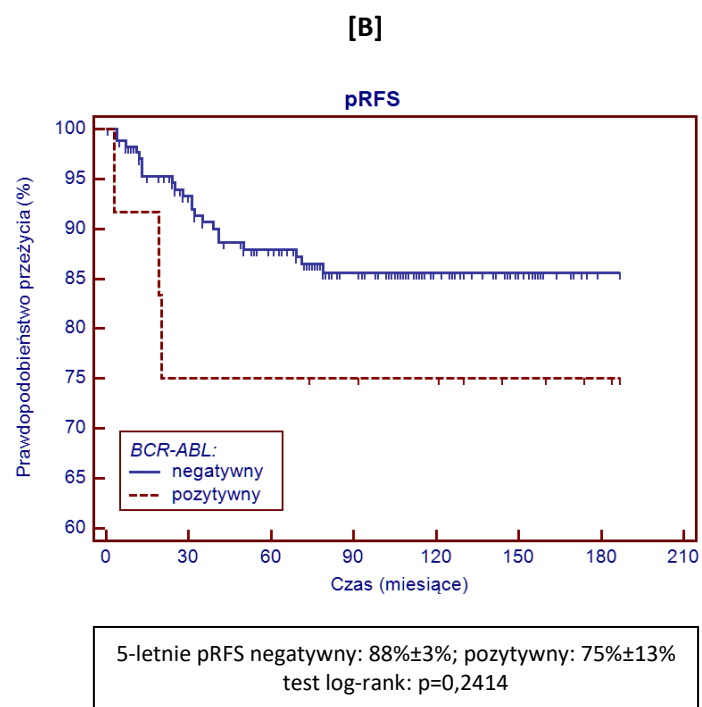 [B]
pRFS
Prawdopodobieństwo przeżycia (%)
100
95
90
85
80
75
70
65
60
BCR-ABL:
negatywny
pozytywny
0 30 60 90 120 150 180 210
Czas (miesiące)
5-letnie pRFS negatywny: 88%±3%; pozytywny: 75%±13%
test log-rank: p=0,2414